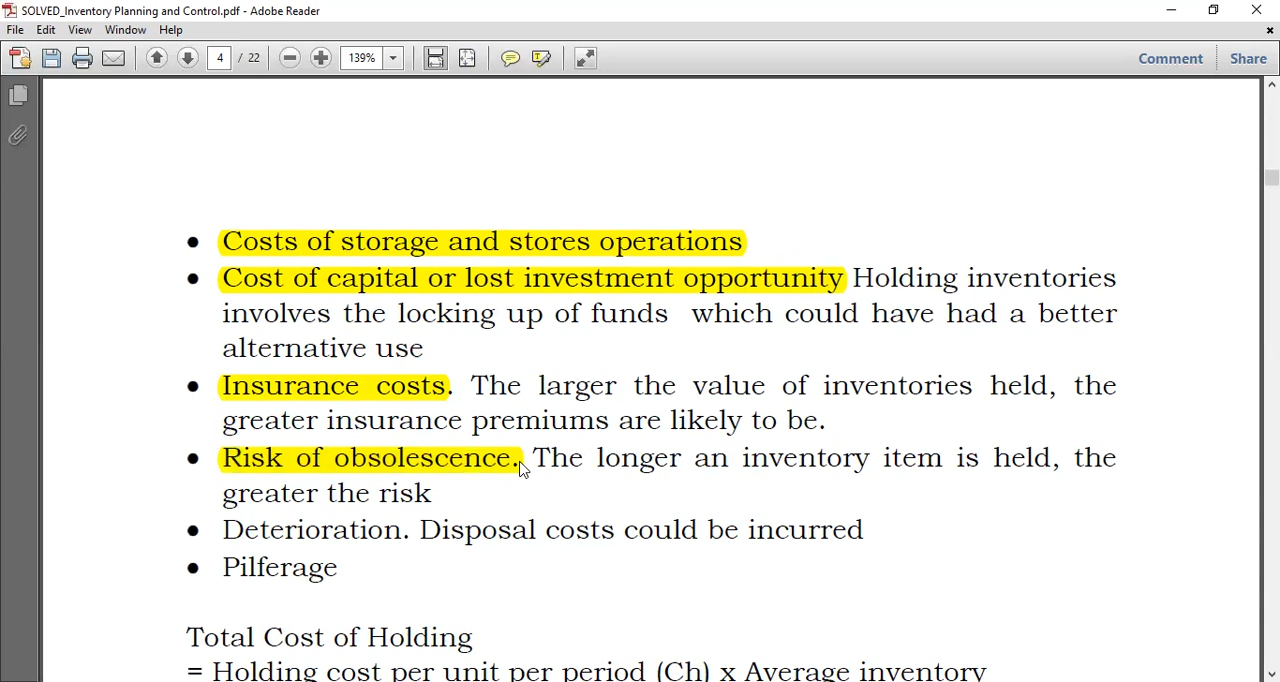 SOLVED_Inventory Planning and Control.pdf - Adobe Reader
File Edit View Window Help
4 / 22 139% Comment Share
• Costs of storage and stores operations
• Cost of capital or lost investment opportunity Holding inventories
involves the locking up of funds which could have had a better
alternative use
• Insurance costs. The larger the value of inventories held, the
greater insurance premiums are likely to be.
• Risk of obsolescence. The longer an inventory item is held, the
greater the risk
• Deterioration. Disposal costs could be incurred
• Pilferage
Total Cost of Holding
= Holding cost per unit per period (Ch) x Average inventory